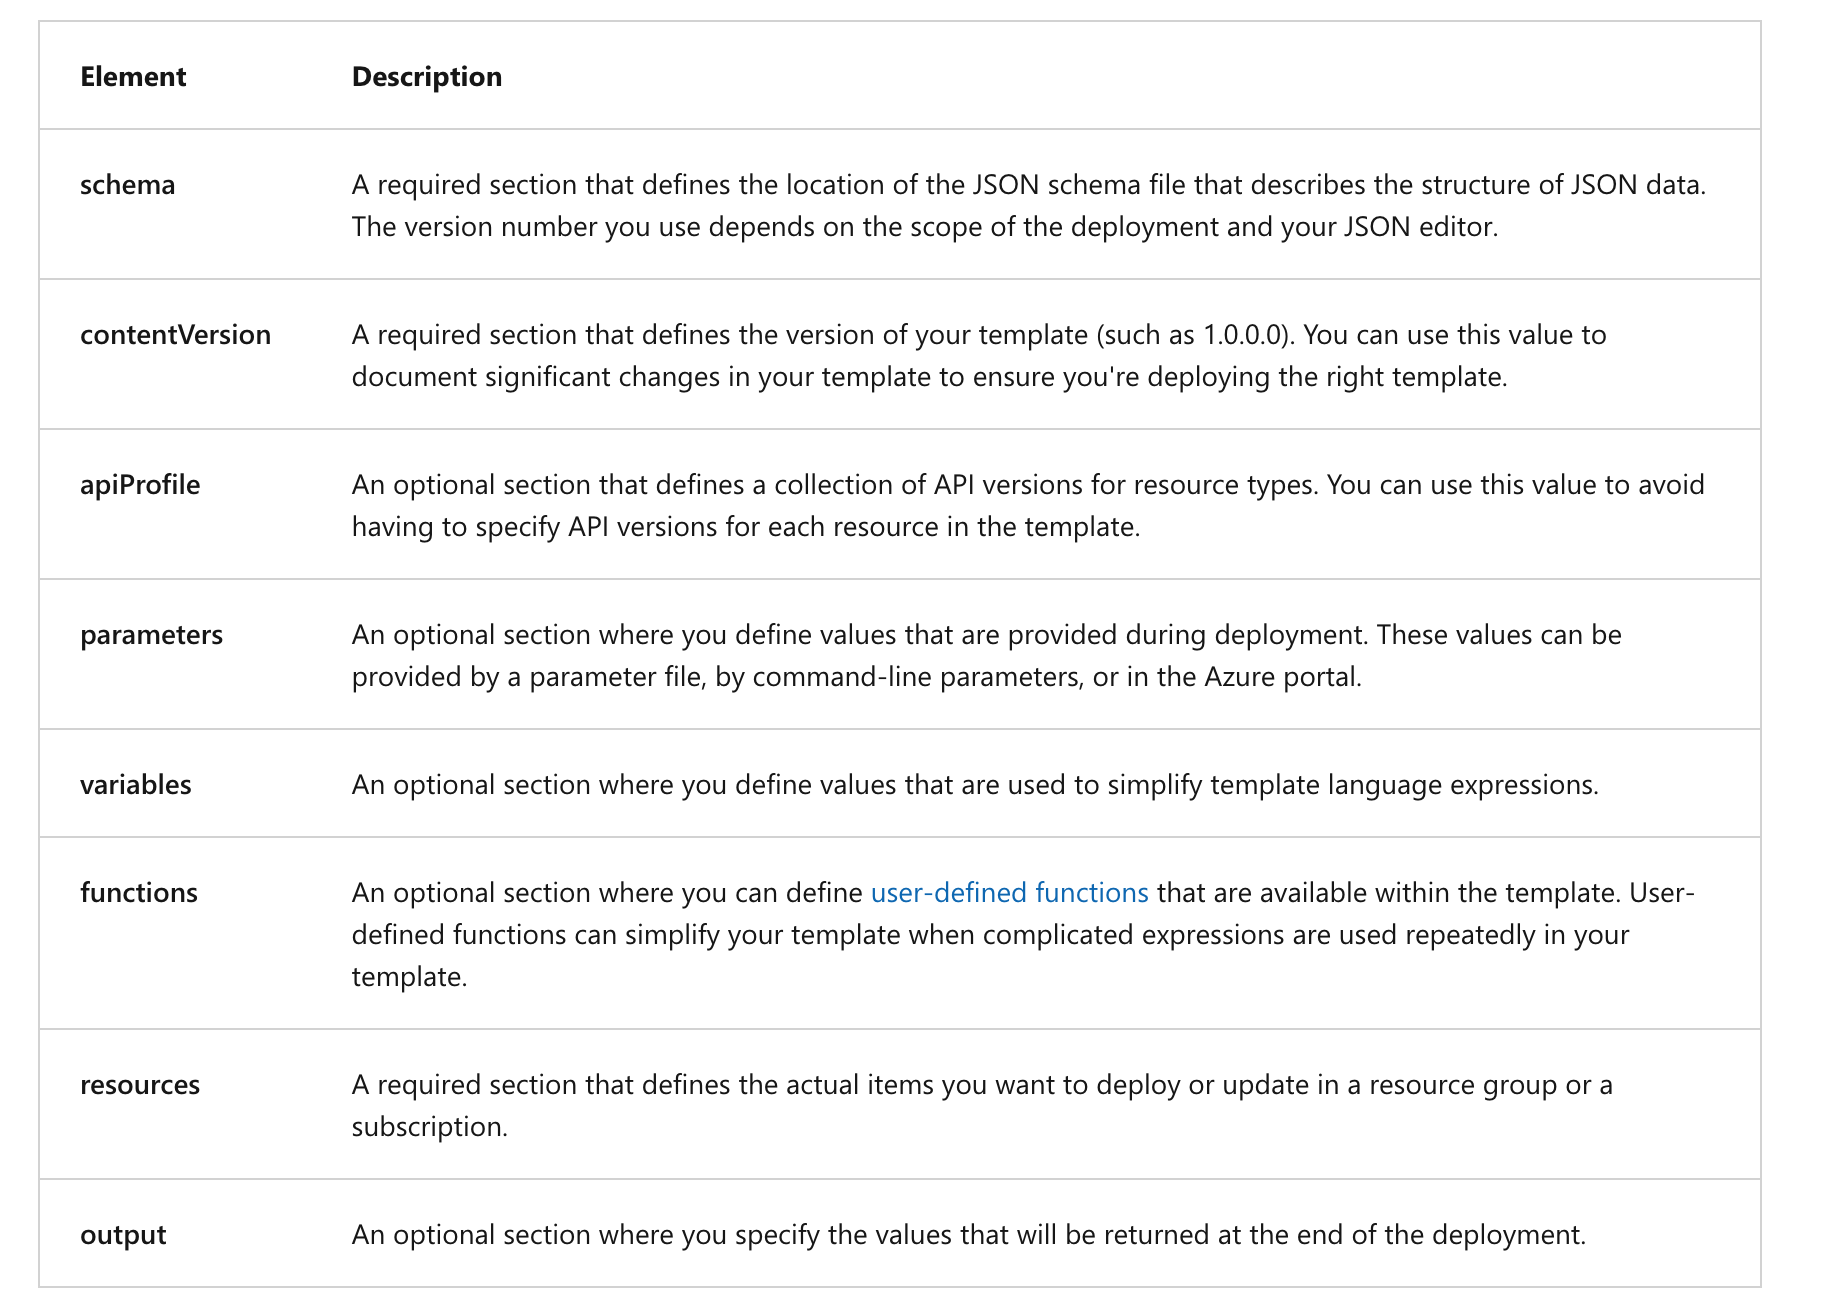 Element Description
schema A required section that defines the location of the JSON schema file that describes the structure of JSON data.
The version number you use depends on the scope of the deployment and your JSON editor.
contentVersion A required section that defines the version of your template (such as 1.0.0.0). You can use this value to
document significant changes in your template to ensure you're deploying the right template.
apiProfile An optional section that defines a collection of API versions for resource types. You can use this value to avoid
having to specify API versions for each resource in the template.
parameters An optional section where you define values that are provided during deployment. These values can be
provided by a parameter file, by command-line parameters, or in the Azure portal.
variables An optional section where you define values that are used to simplify template language expressions.
functions An optional section where you can define user-defined functions that are available within the template. User-
defined functions can simplify your template when complicated expressions are used repeatedly in your
template.
resources A required section that defines the actual items you want to deploy or update in a resource group or a
subscription.
output An optional section where you specify the values that will be returned at the end of the deployment.